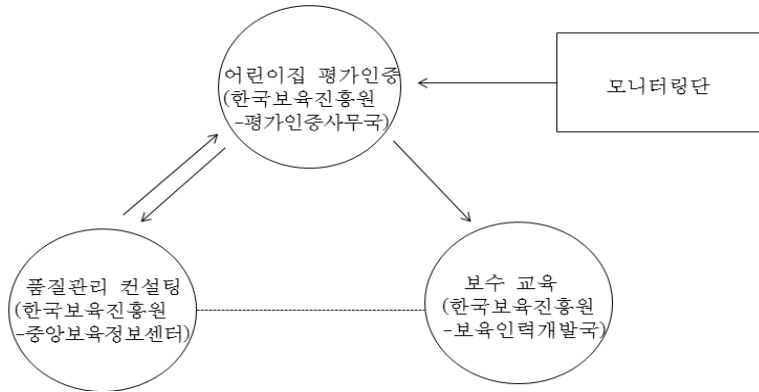 어린이집 평가인증
(한국보육진흥원
-평가인증사무국)
모니터링단
품질관리 컨설팅
(한국보육진흥원
-중앙보육정보센터)
보수 교육
(한국보육진흥원
-보육인력개발국)